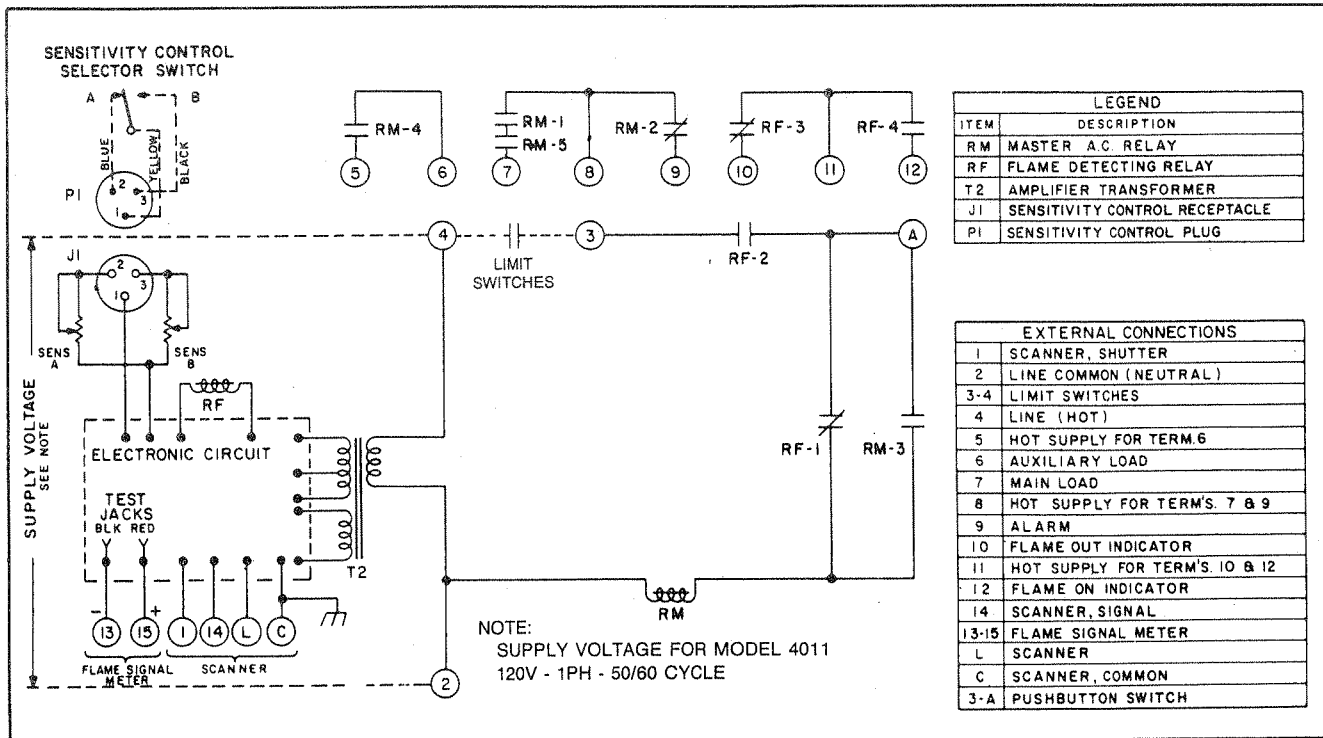 SENSITIVITY CONTROL
SELECTOR SWITCH
A
B
BLUE
YELLOW
BLACK
P1
2
3
1
RM-4
5
6
RM-1
RM-5
7
8
RM-2
9
RF-3
10
11
RF-4
12
4
LIMIT
SWITCHES
3
RF-2
A
J1
2
3
1
SENS
A
SENS
B
RF
SUPPLY VOLTAGE
SEE NOTE
ELECTRONIC CIRCUIT
TEST
JACKS
BLK RED
T2
RF-1
RM-3
RM
- +
13 15 1 14 L C
FLAME SIGNAL
METER
SCANNER
2
NOTE:
SUPPLY VOLTAGE FOR MODEL 4011
120V - 1PH - 50/60 CYCLE
LEGEND
ITEM DESCRIPTION
RM MASTER A.C. RELAY
RF FLAME DETECTING RELAY
T2 AMPLIFIER TRANSFORMER
J1 SENSITIVITY CONTROL RECEPTACLE
P1 SENSITIVITY CONTROL PLUG
EXTERNAL CONNECTIONS
1 SCANNER, SHUTTER
2 LINE COMMON (NEUTRAL)
3-4 LIMIT SWITCHES
4 LINE (HOT)
5 HOT SUPPLY FOR TERM.6
6 AUXILIARY LOAD
7 MAIN LOAD
8 HOT SUPPLY FOR TERM'S. 7 & 9
9 ALARM
10 FLAME OUT INDICATOR
11 HOT SUPPLY FOR TERM'S. 10 & 12
12 FLAME ON INDICATOR
14 SCANNER, SIGNAL
13-15 FLAME SIGNAL METER
L SCANNER
C SCANNER, COMMON
3-A PUSHBUTTON SWITCH